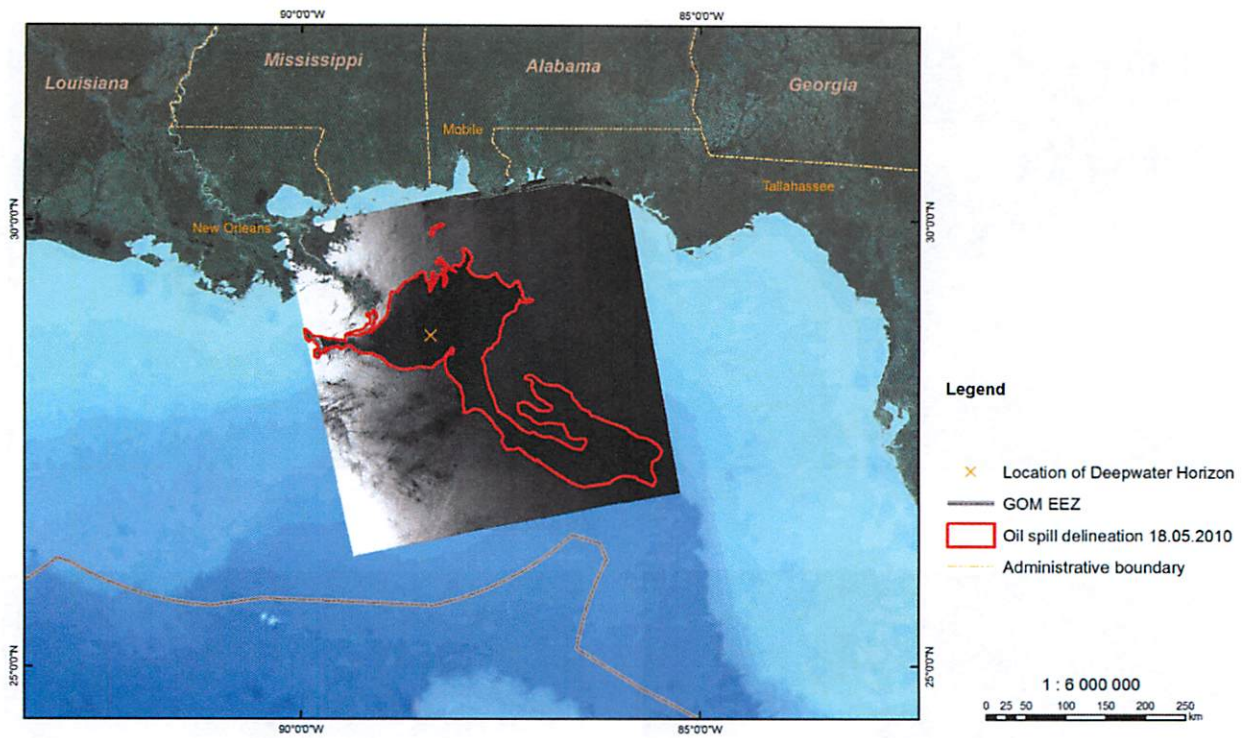 90°0'0"W
85°0'0"W
Louisiana
Mississippi
Alabama
Georgia
Mobile
Tallahassee
New Orleans
30°0'0"N
30°0'0"N
25°0'0"N
25°0'0"N
90°0'0"W
85°0'0"W
Legend
Location of Deepwater Horizon
GOM EEZ
Oil spill delineation 18.05.2010
Administrative boundary
1 : 6 000 000
0 25 50 100 150 200 250
km